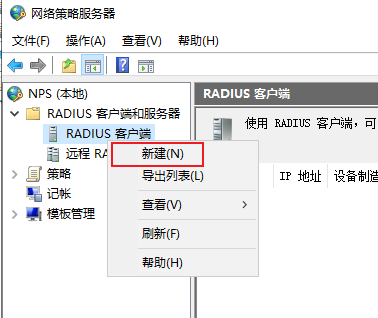 网络策略服务器
文件(F) 操作(A) 查看(V) 帮助(H)
NPS (本地)
RADIUS 客户端和服务器
RADIUS 客户端
远程 RA
策略
记帐
模板管理
新建(N)
导出列表(L)
查看(V)
刷新(F)
帮助(H)
RADIUS 客户端
使用 RADIUS 客户端，可
IP 地址 设备制造